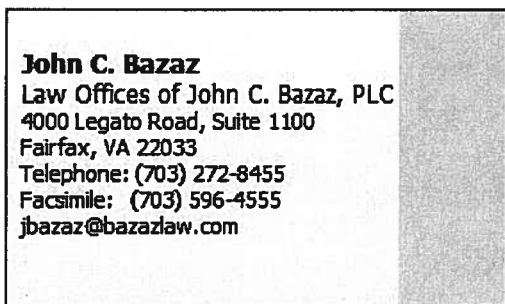 John C. Bazaz
Law Offices of John C. Bazaz, PLC
4000 Legato Road, Suite 1100
Fairfax, VA 22033
Telephone: (703) 272-8455
Facsimile: (703) 596-4555
jbazaz@bazazlaw.com